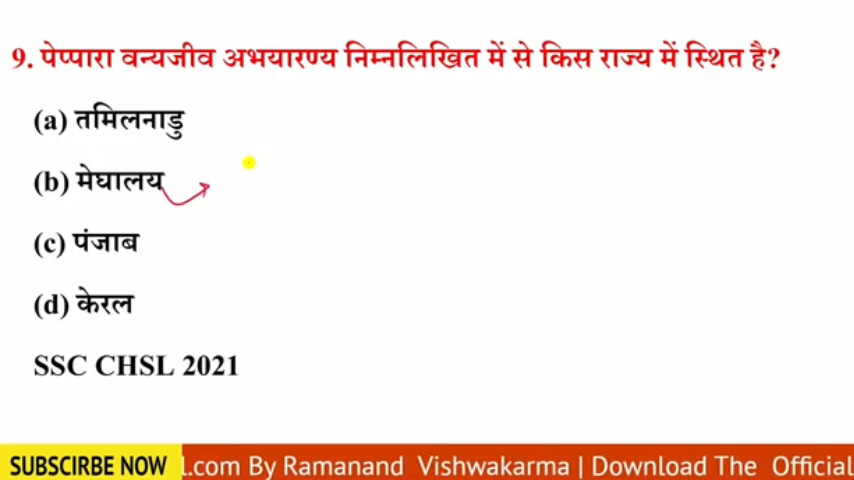 9. पेप्पारा वन्यजीव अभयारण्य निम्नलिखित में से किस राज्य में स्थित है?
(a) तमिलनाडु
(b) मेघालय
(c) पंजाब
(d) केरल
SSC CHSL 2021
SUBSCIRBE NOW l.com By Ramanand Vishwakarma | Download The Official